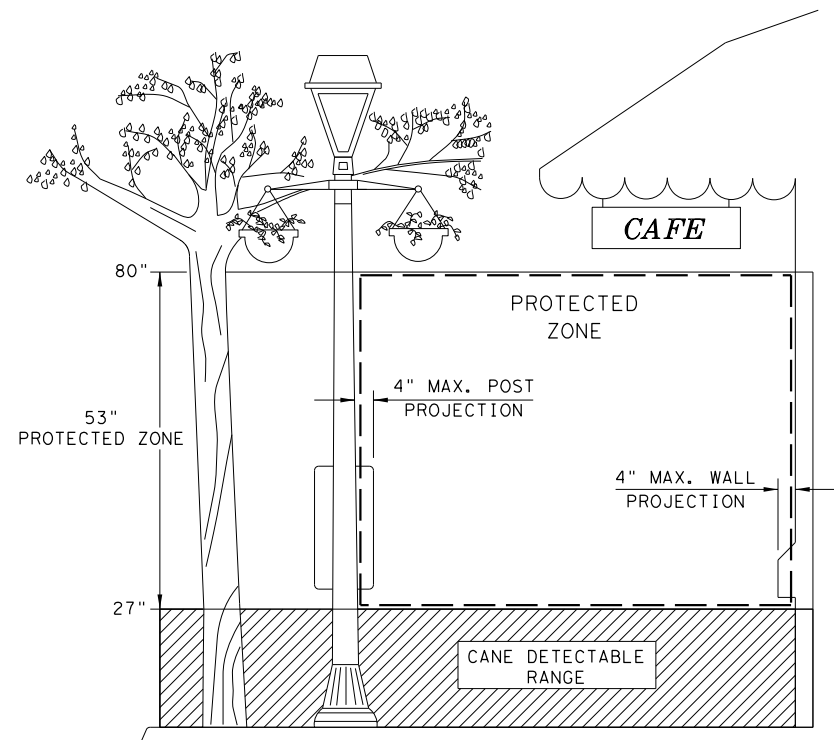 CAFE
80"
PROTECTED
ZONE
4" MAX. POST
PROJECTION
53"
PROTECTED ZONE
4" MAX. WALL
PROJECTION
27"
CANE DETECTABLE
RANGE